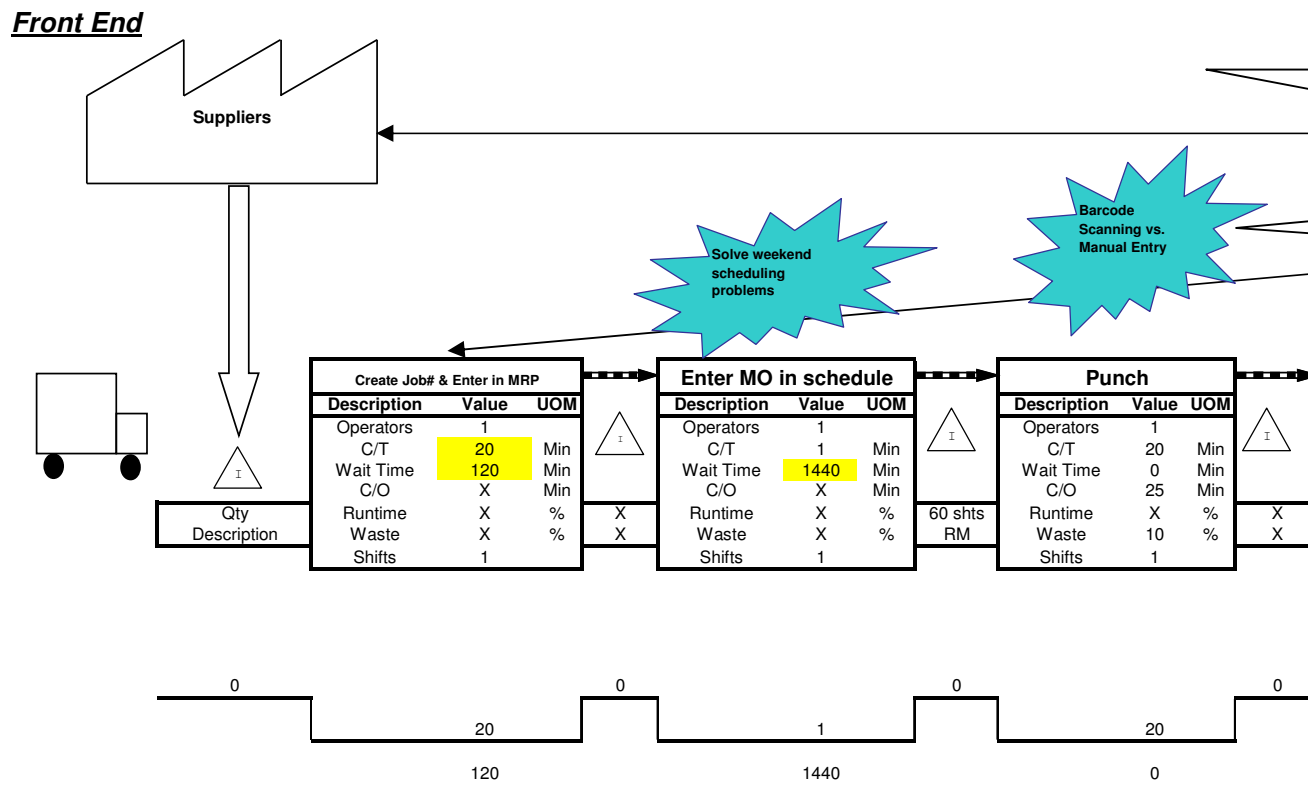 Front End
Suppliers
Solve weekend
scheduling
problems
Barcode
Scanning vs.
Manual Entry
Create Job# & Enter in MRP
Description Value UOM
Operators 1
C/T 20 Min
Wait Time 120 Min
C/O X Min
Runtime X %
Waste X %
Shifts 1
Enter MO in schedule
Description Value UOM
Operators 1
C/T 1 Min
Wait Time 1440 Min
C/O X Min
Runtime X %
Waste X %
Shifts 1
Punch
Description Value UOM
Operators 1
C/T 20 Min
Wait Time 0 Min
C/O 25 Min
Runtime X %
Waste 10 %
Shifts 1
I
I
I
I
Qty
Description
X
X
60 shts
RM
X
X
0 0 0 0
20 1 20
120 1440 0